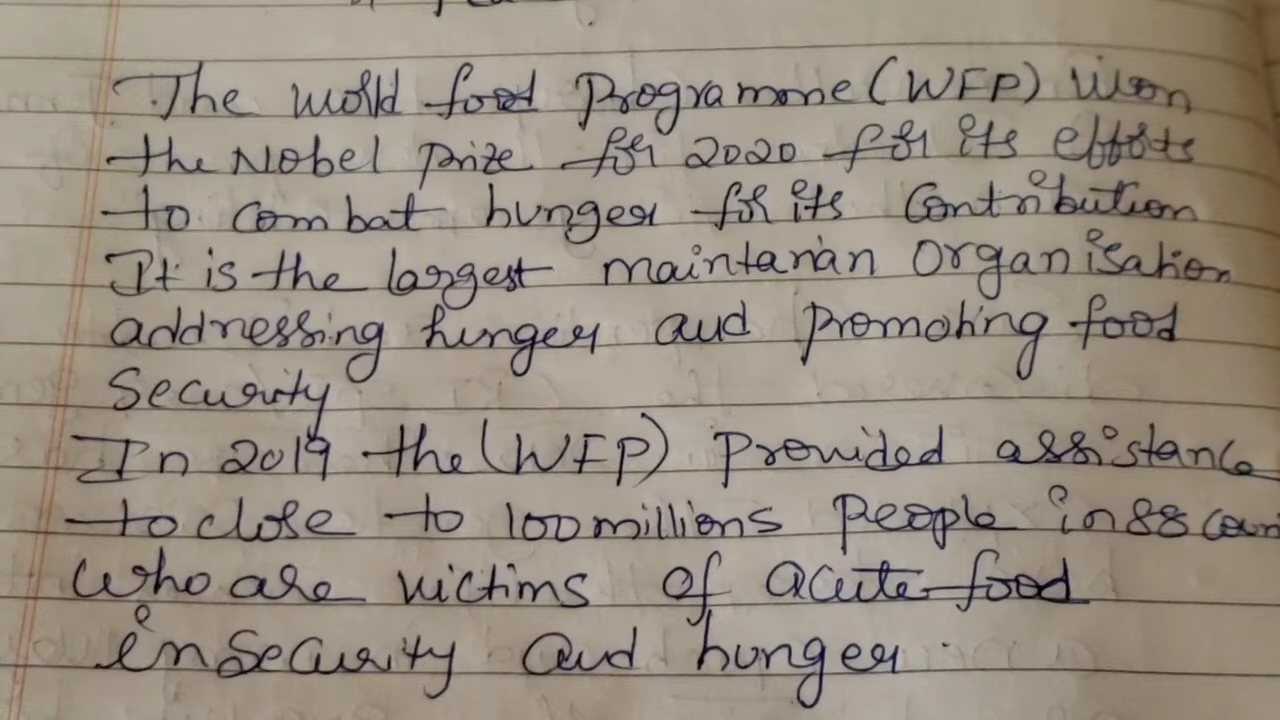 The world food Programme (WFP) won
the Nobel prize for 2020 for its efforts
to combat hunger for its Contribution
It is the largest maintarian Organisation
addressing hunger and promoting food
Security
In 2019 the (WFP) Provided assistance
to close to 100 millions people in 88 coun
who are victims of acute food
insecurity and hunger.